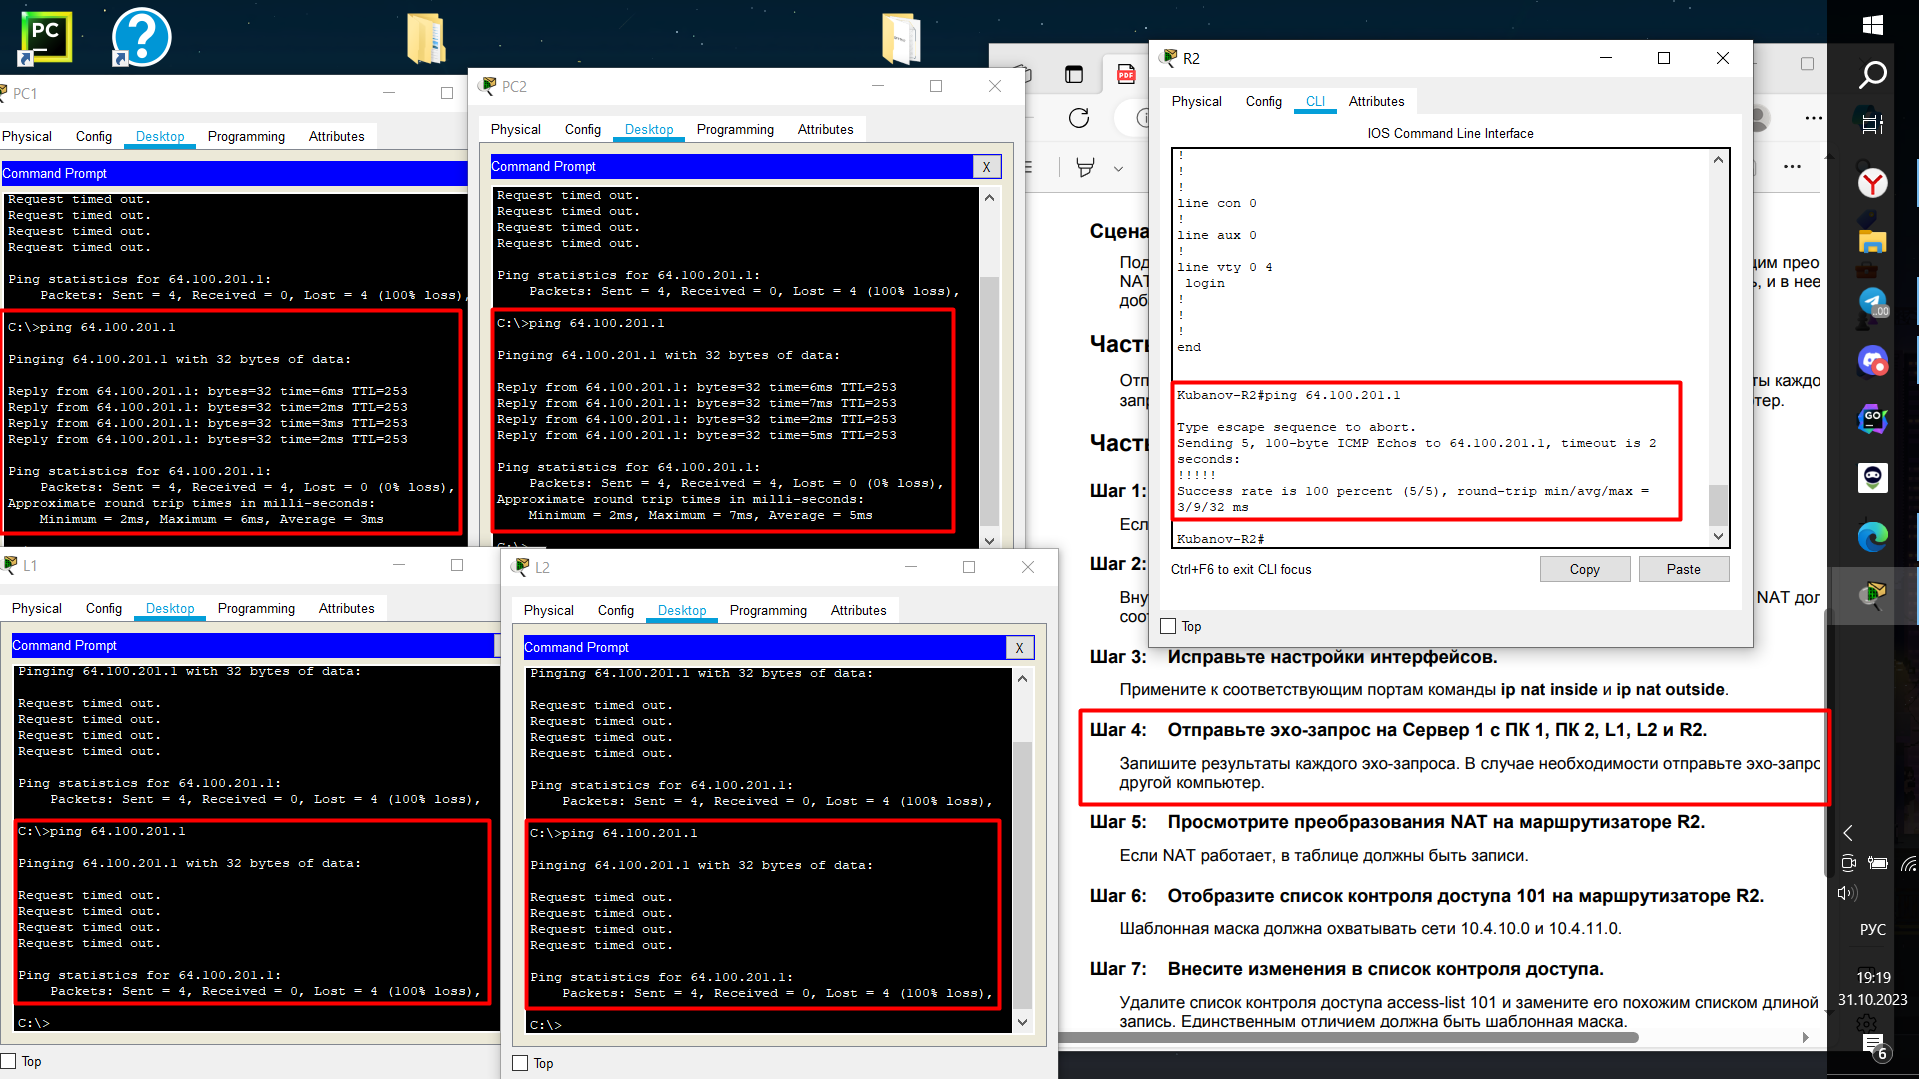 PC
PC1
Physical Config Desktop Programming Attributes
Command Prompt
Request timed out.
Request timed out.
Request timed out.
Request timed out.
Ping statistics for 64.100.201.1:
Packets: Sent = 4, Received = 0, Lost = 4 (100% loss),
C:\>ping 64.100.201.1
Pinging 64.100.201.1 with 32 bytes of data:
Reply from 64.100.201.1: bytes=32 time=6ms TTL=253
Reply from 64.100.201.1: bytes=32 time=2ms TTL=253
Reply from 64.100.201.1: bytes=32 time=3ms TTL=253
Reply from 64.100.201.1: bytes=32 time=2ms TTL=253
Ping statistics for 64.100.201.1:
Packets: Sent = 4, Received = 4, Lost = 0 (0% loss),
Approximate round trip times in milli-seconds:
Minimum = 2ms, Maximum = 6ms, Average = 3ms
PC2
Physical Config Desktop Programming Attributes
Command Prompt X
Request timed out.
Request timed out.
Request timed out.
Request timed out.
Ping statistics for 64.100.201.1:
Packets: Sent = 4, Received = 0, Lost = 4 (100% loss),
C:\>ping 64.100.201.1
Pinging 64.100.201.1 with 32 bytes of data:
Reply from 64.100.201.1: bytes=32 time=6ms TTL=253
Reply from 64.100.201.1: bytes=32 time=7ms TTL=253
Reply from 64.100.201.1: bytes=32 time=2ms TTL=253
Reply from 64.100.201.1: bytes=32 time=5ms TTL=253
Ping statistics for 64.100.201.1:
Packets: Sent = 4, Received = 4, Lost = 0 (0% loss),
Approximate round trip times in milli-seconds:
Minimum = 2ms, Maximum = 7ms, Average = 5ms
L1
Physical Config Desktop Programming Attributes
Command Prompt
Pinging 64.100.201.1 with 32 bytes of data:
Request timed out.
Request timed out.
Request timed out.
Request timed out.
Ping statistics for 64.100.201.1:
Packets: Sent = 4, Received = 0, Lost = 4 (100% loss),
C:\>ping 64.100.201.1
Pinging 64.100.201.1 with 32 bytes of data:
Request timed out.
Request timed out.
Request timed out.
Request timed out.
Ping statistics for 64.100.201.1:
Packets: Sent = 4, Received = 0, Lost = 4 (100% loss),
C:\>
Top
L2
Physical Config Desktop Programming Attributes
Command Prompt X
Pinging 64.100.201.1 with 32 bytes of data:
Request timed out.
Request timed out.
Request timed out.
Request timed out.
Ping statistics for 64.100.201.1:
Packets: Sent = 4, Received = 0, Lost = 4 (100% loss),
C:\>ping 64.100.201.1
Pinging 64.100.201.1 with 32 bytes of data:
Request timed out.
Request timed out.
Request timed out.
Request timed out.
Ping statistics for 64.100.201.1:
Packets: Sent = 4, Received = 0, Lost = 4 (100% loss),
C:\>
Top
PDF
R2
Physical Config CLI Attributes
IOS Command Line Interface
!
!
!
line con 0
!
line aux 0
!
line vty 0 4
login
!
!
!
end
Kubanov-R2#ping 64.100.201.1
Type escape sequence to abort.
Sending 5, 100-byte ICMP Echos to 64.100.201.1, timeout is 2
seconds:
!!!!!
Success rate is 100 percent (5/5), round-trip min/avg/max =
3/9/32 ms
Kubanov-R2#
Ctrl+F6 to exit CLI focus
Copy Paste
Top
NAT
Шаг 1:
Шаг 2:
NAT
Шаг 3: Исправьте настройки интерфейсов.
Примените к соответствующим портам команды ip nat inside и ip nat outside.
Шаг 4: Отправьте эхо-запрос на Сервер 1 с ПК 1, ПК 2, L1, L2 и R2.
Запишите результаты каждого эхо-запроса. В случае необходимости отправьте эхо-запро
другой компьютер.
Шаг 5: Просмотрите преобразования NAT на маршрутизаторе R2.
Если NAT работает, в таблице должны быть записи.
Шаг 6: Отобразите список контроля доступа 101 на маршрутизаторе R2.
Шаблонная маска должна охватывать сети 10.4.10.0 и 10.4.11.0.
Шаг 7: Внесите изменения в список контроля доступа.
Удалите список контроля доступа access-list 101 и замените его похожим списком длиной
запись. Единственным отличием должна быть шаблонная маска.
GO
РУС
19:19
31.10.2023
6